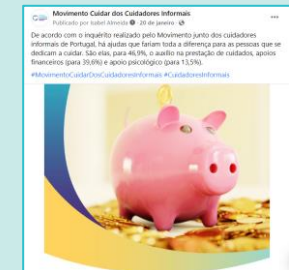 Movimento Cuidar dos Cuidadores Informais
Publicado por Isabel Almeida · 20 de janeiro ·
De acordo com o inquérito realizado pelo Movimento junto dos cuidadores
informais de Portugal, há ajudas que fariam toda a diferença para as pessoas que se
dedicam a cuidar. São elas, para 46,9%, o auxílio na prestação de cuidados, apoios
financeiros (para 39,6%) e apoio psicológico (para 13,5%).
#MovimentoCuidarDosCuidadoresInformais #CuidadoresInformais